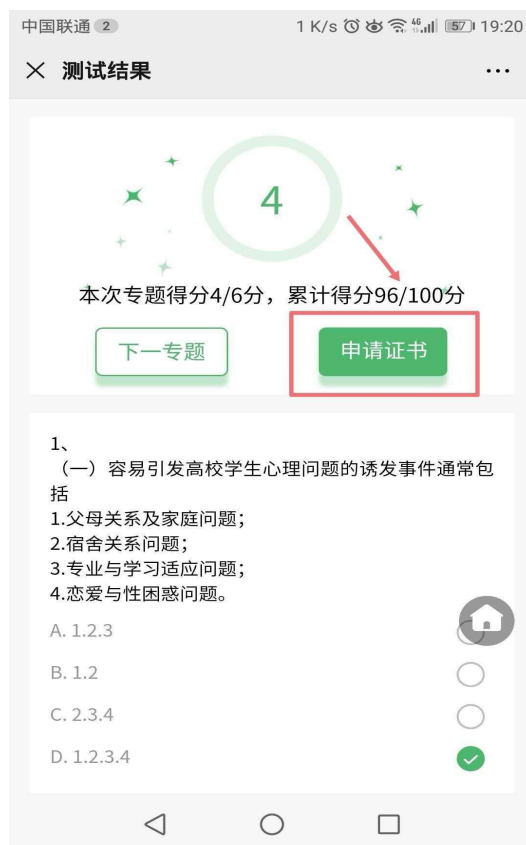 中国联通 2 1 K/s 46 57 19:20
测试结果
4
本次专题得分4/6分，累计得分96/100分
下一专题 申请证书
1、
（一）容易引发高校学生心理问题的诱发事件通常包
括
1.父母关系及家庭问题；
2.宿舍关系问题；
3.专业与学习适应问题；
4.恋爱与性困惑问题。
A. 1.2.3
B. 1.2
C. 2.3.4
D. 1.2.3.4